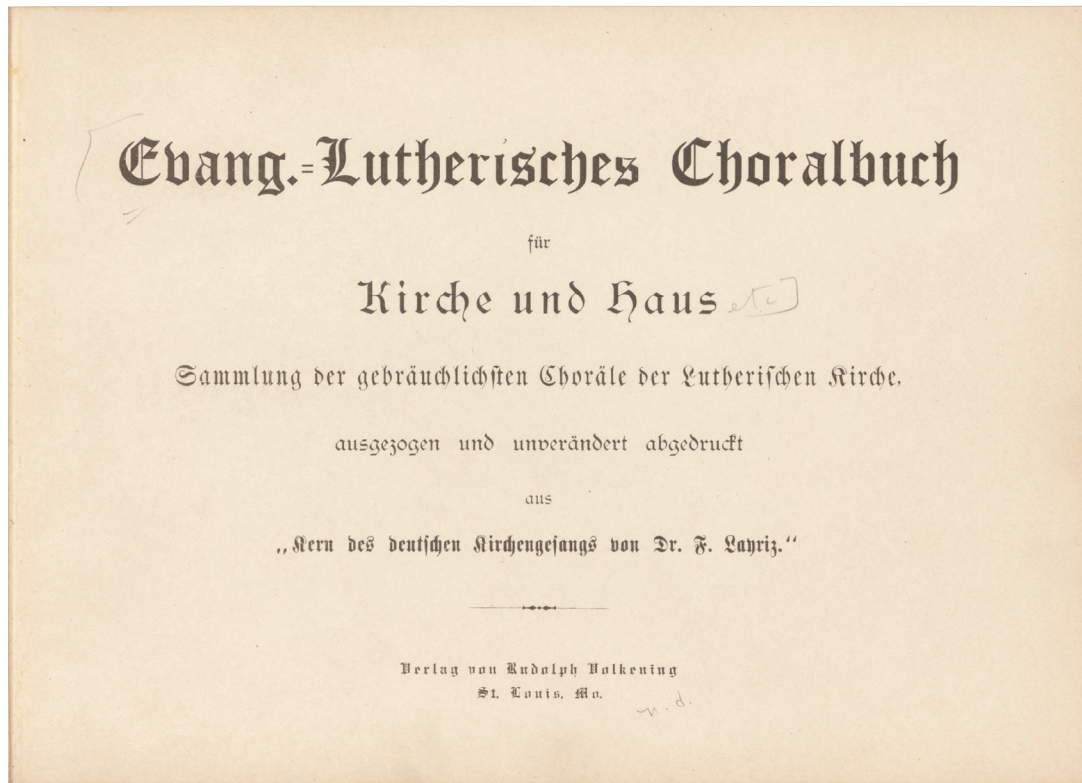 Evang.=Lutherisches Choralbuch
für
Kirche und Haus etc]
Sammlung der gebräuchlichsten Choräle der Lutherischen Kirche,
ausgezogen und unverändert abgedruckt
aus
„Kern des deutschen Kirchengesangs von Dr. F. Layriz.“
Verlag von Rudolph Volkening
St. Louis, Mo.
n. d.